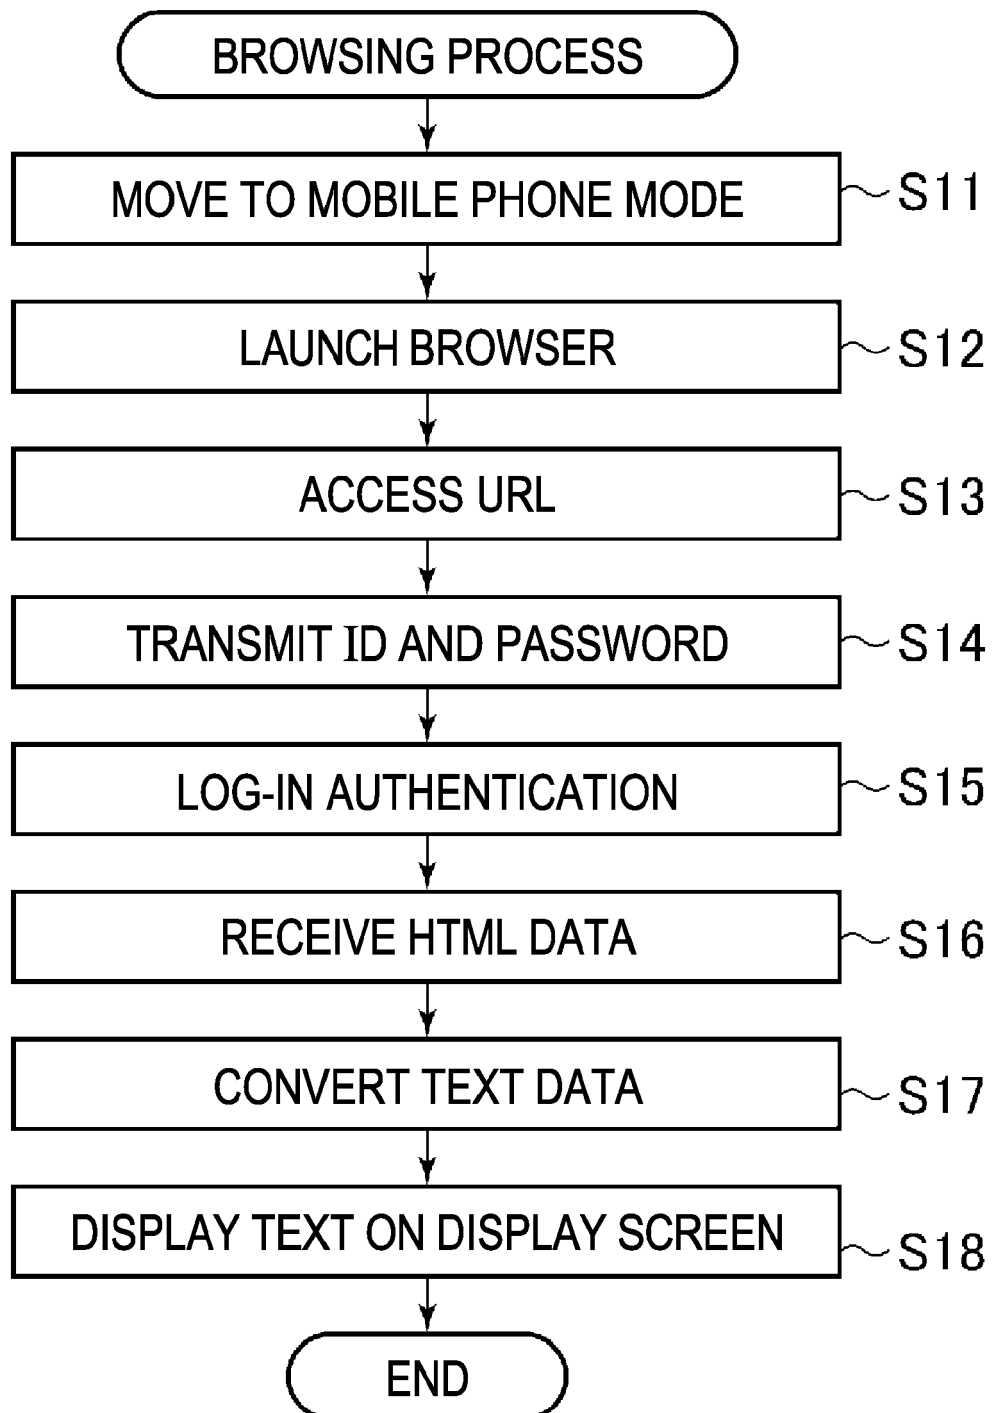 BROWSING PROCESS
MOVE TO MOBILE PHONE MODE S11
LAUNCH BROWSER S12
ACCESS URL S13
TRANSMIT ID AND PASSWORD S14
LOG-IN AUTHENTICATION S15
RECEIVE HTML DATA S16
CONVERT TEXT DATA S17
DISPLAY TEXT ON DISPLAY SCREEN S18
END